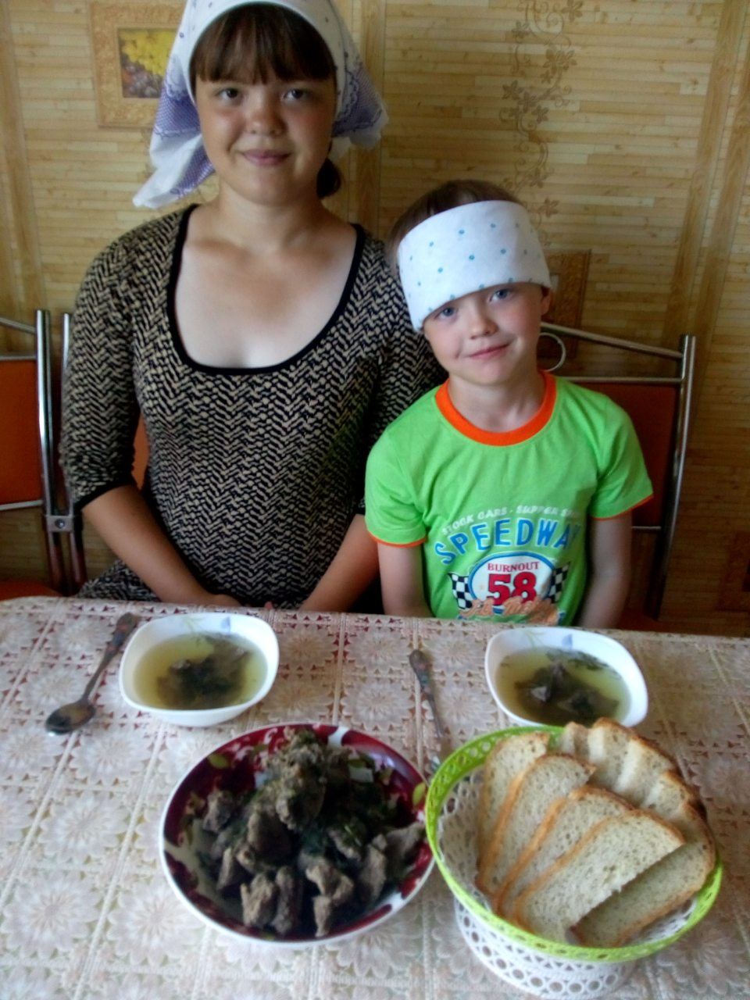 STOCK CARS - SUPPER
SPEEDWAY
BURNOUT
58